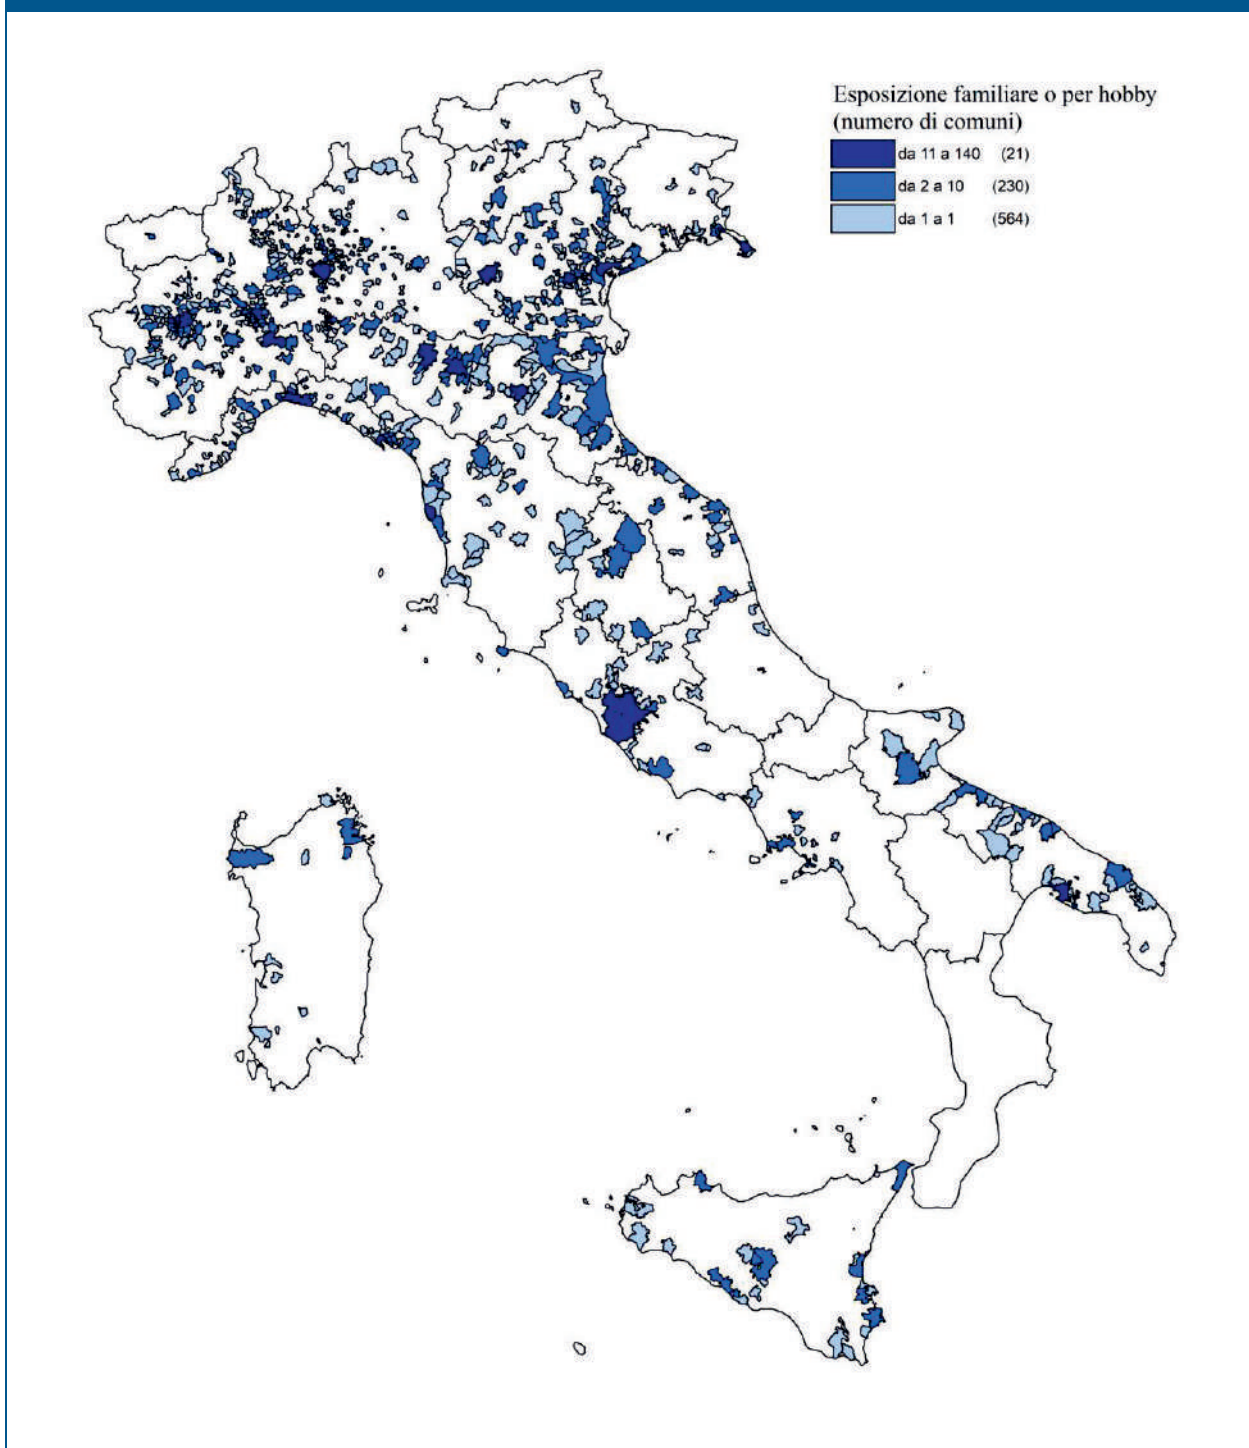 Esposizione familiare o per hobby
(numero di comuni)
da 11 a 140 (21)
da 2 a 10 (230)
da 1 a 1 (564)